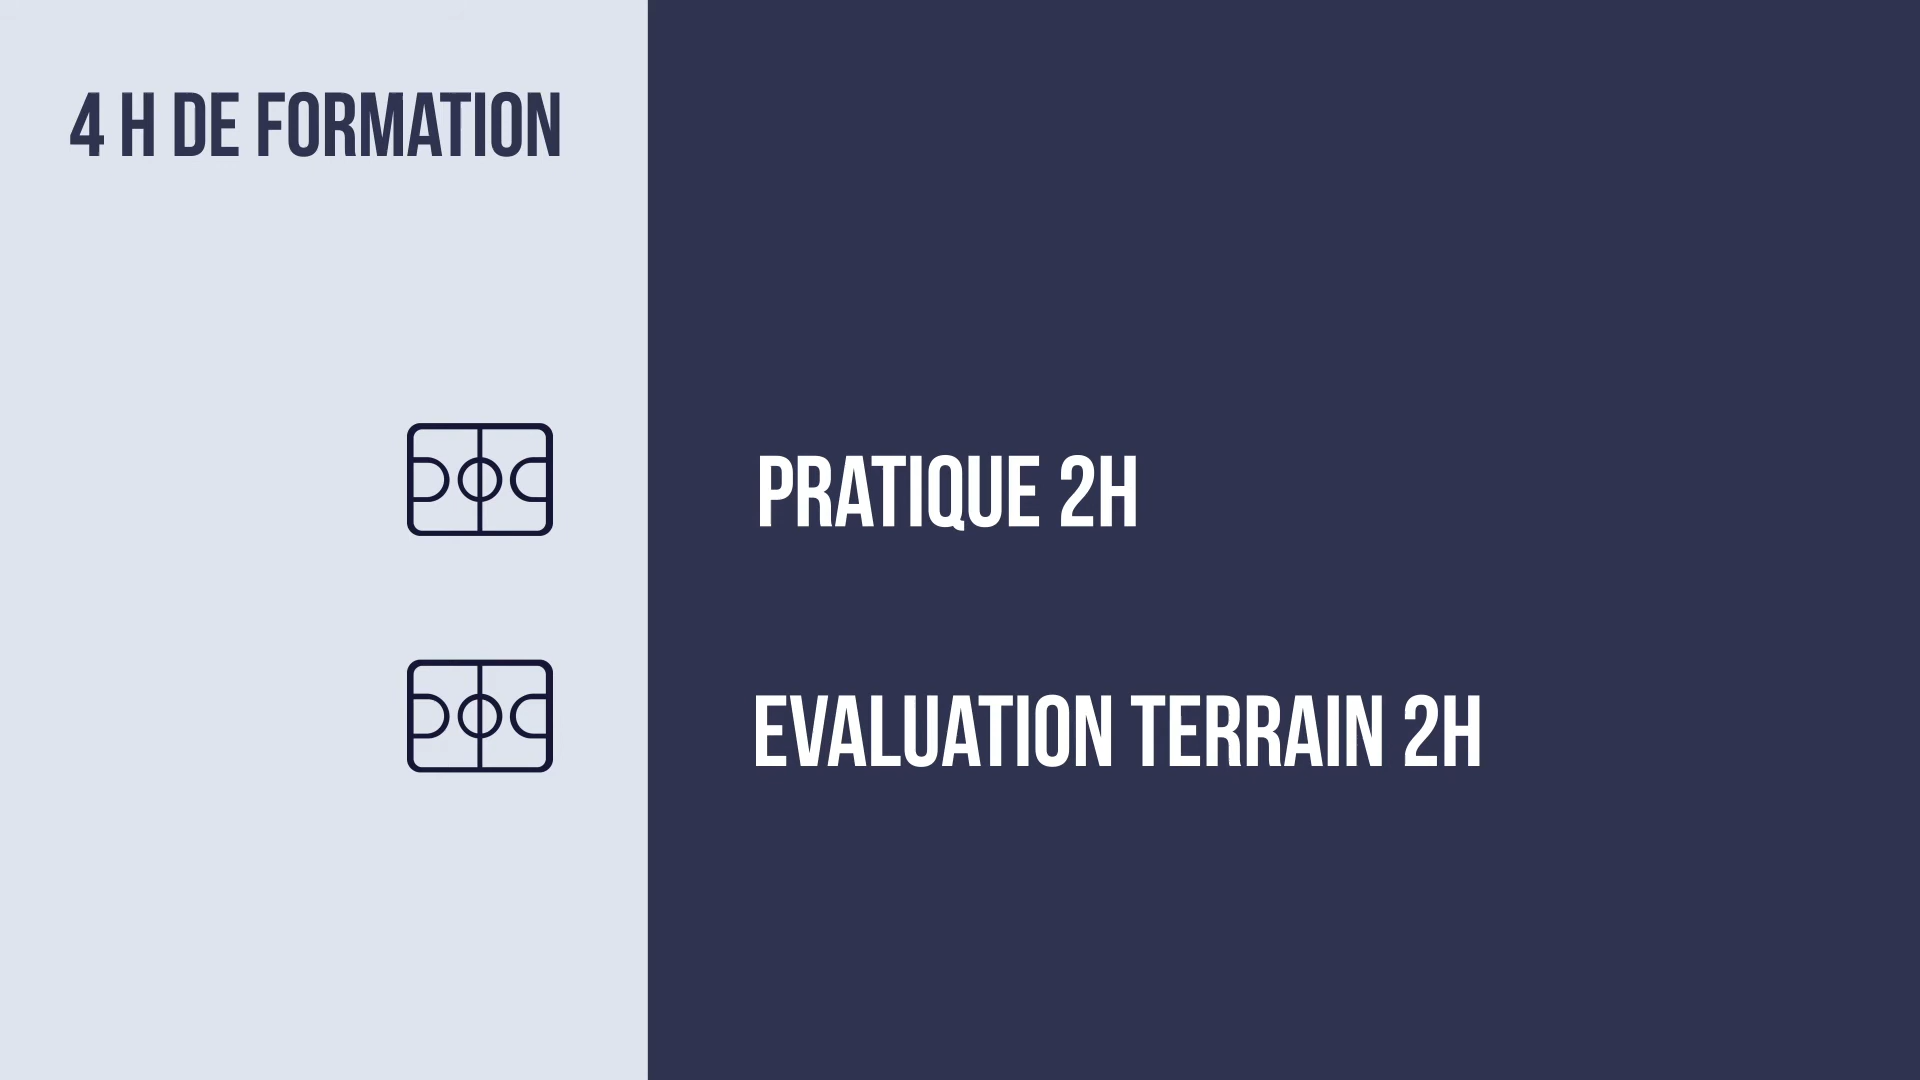 4 H DE FORMATION
PRATIQUE 2H
EVALUATION TERRAIN 2H